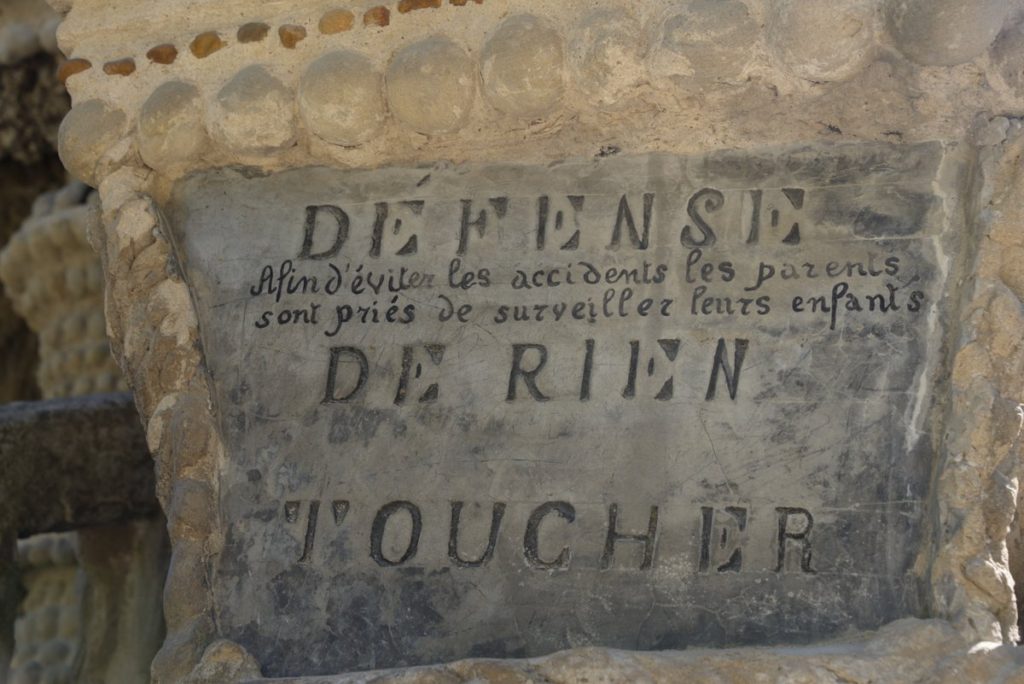 DÉFENSE
Afin d'éviter les accidents les parents
sont priés de surveiller leurs enfants
DE RIEN
TOUCHER